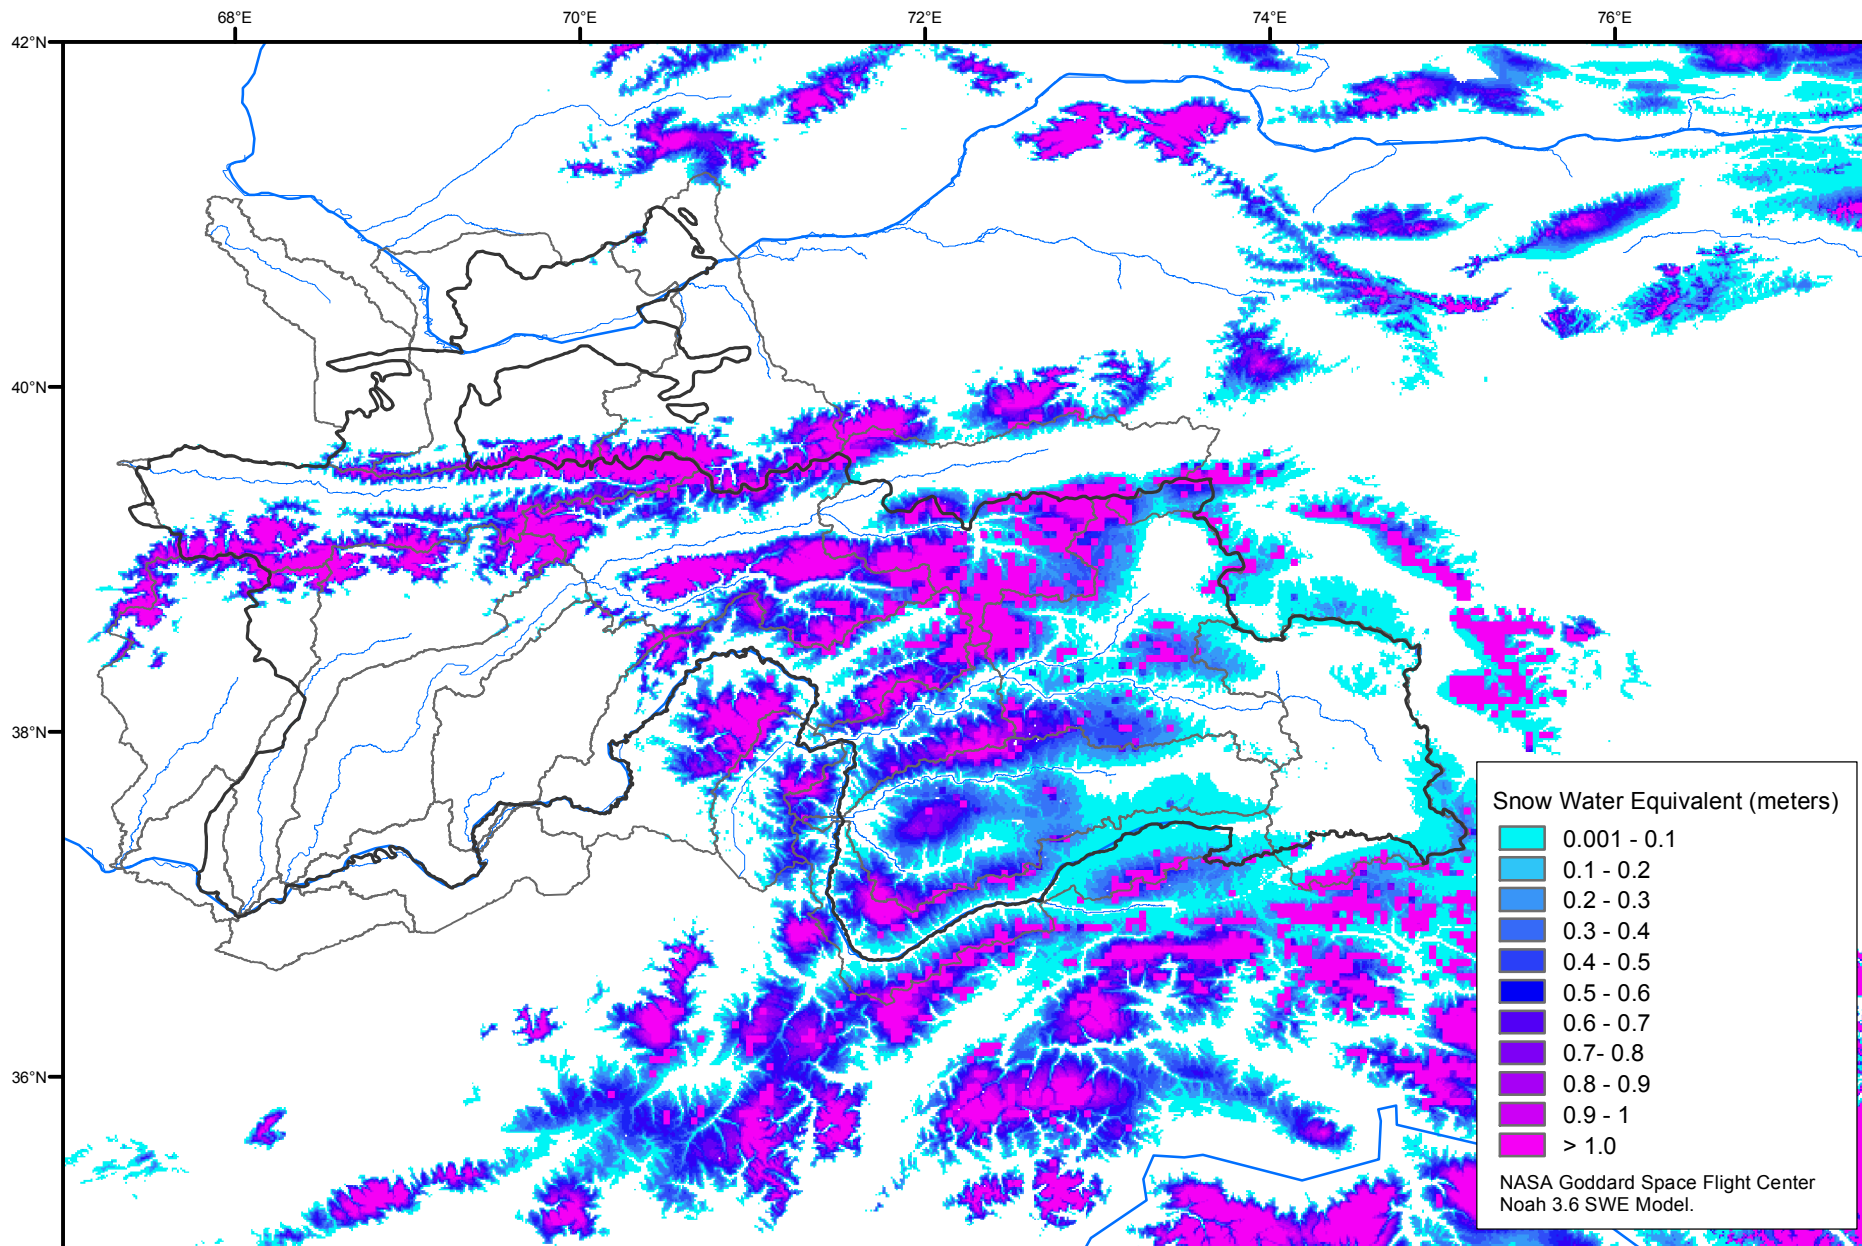 68°E 70°E 72°E 74°E 76°E
42°N
40°N
38°N
36°N
Snow Water Equivalent (meters)
0.001 - 0.1
0.1 - 0.2
0.2 - 0.3
0.3 - 0.4
0.4 - 0.5
0.5 - 0.6
0.6 - 0.7
0.7- 0.8
0.8 - 0.9
0.9 - 1
> 1.0
NASA Goddard Space Flight Center
Noah 3.6 SWE Model.